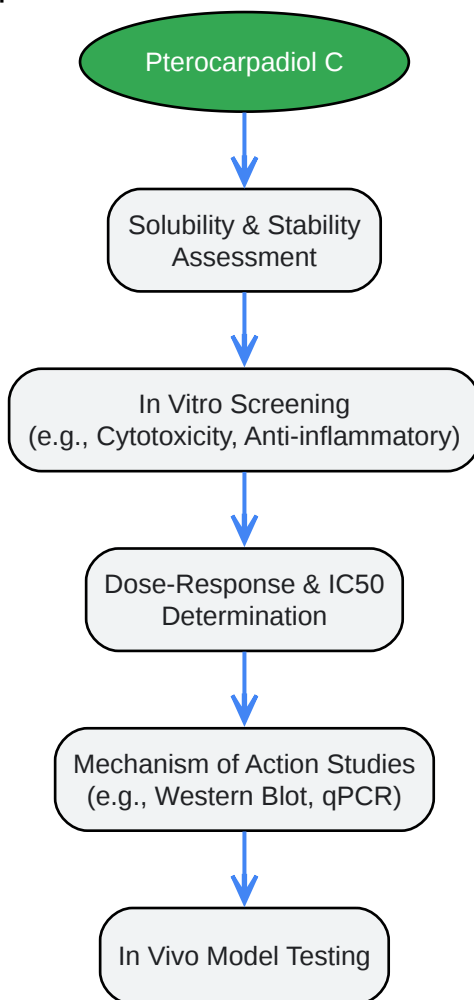 Pterocarpadiol C
Solubility & Stability
Assessment
In Vitro Screening
(e.g., Cytotoxicity, Anti-inflammatory)
Dose-Response & IC50
Determination
Mechanism of Action Studies
(e.g., Western Blot, qPCR)
In Vivo Model Testing